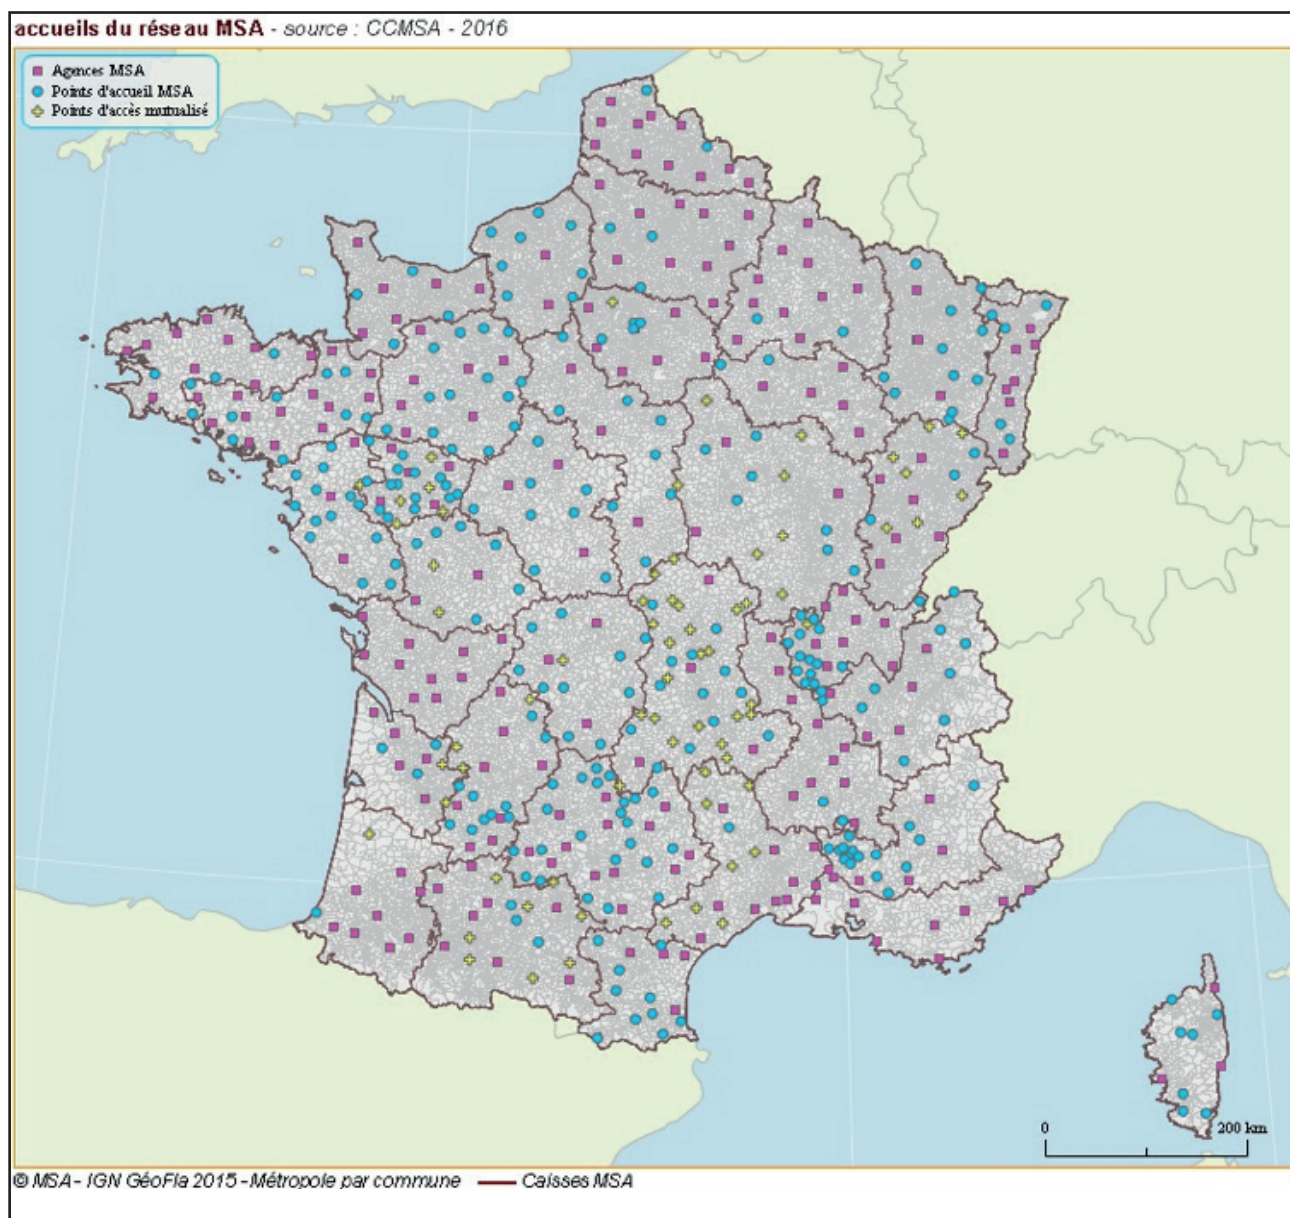 accueils du réseau MSA - source : CCMSA - 2016
Agences MSA
Points d'accueil MSA
Points d'accès mutualisé
0 200 km
© MSA - IGN GéoFla 2015 - Métropole par commune Caisses MSA